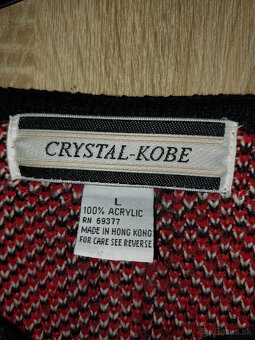 CRYSTAL-KOBE
L
100% ACRYLIC
RN 69377
MADE IN HONG KONG
FOR CARE SEE REVERSE